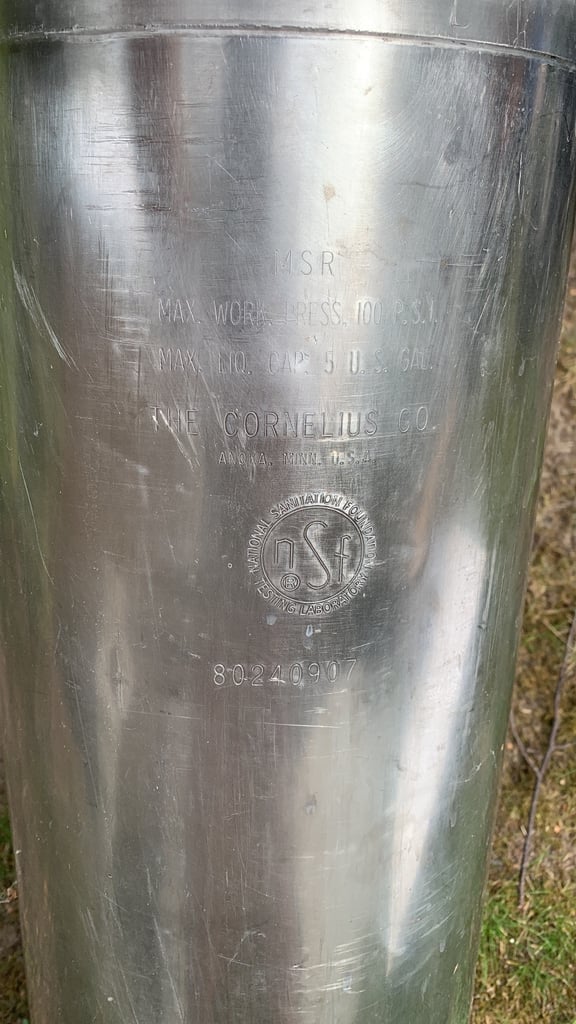 MSR
MAX. WORK. PRESS. 100 P.S.I.
MAX. LIQ. CAP. 5 U.S. GAL.
THE CORNELIUS CO.
ANOKA, MINN. U.S.A.
NATIONAL SANITATION FOUNDATION
nSf
®
TESTING LABORATORY
80240907